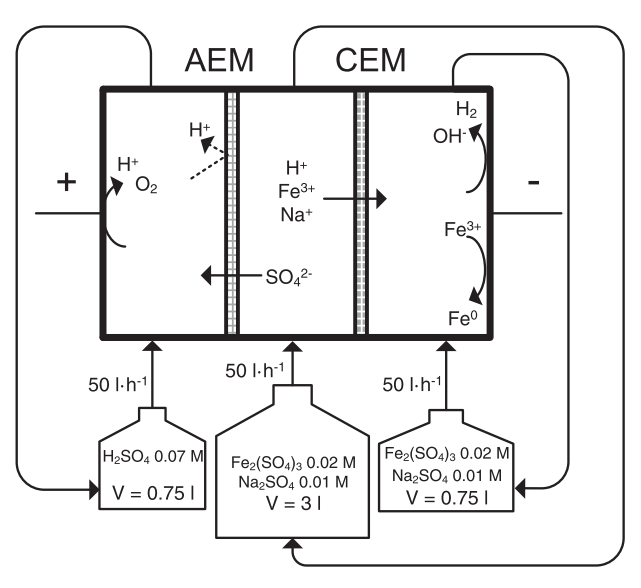 AEM
CEM
H⁺
H⁺
O₂
+
H⁺
Fe³⁺
Na⁺
SO₄²⁻
H₂
OH⁻
-
Fe³⁺
Fe⁰
50 l·h⁻¹
50 l·h⁻¹
50 l·h⁻¹
H₂SO₄ 0.07 M
V = 0.75 l
Fe₂(SO₄)₃ 0.02 M
Na₂SO₄ 0.01 M
V = 3 l
Fe₂(SO₄)₃ 0.02 M
Na₂SO₄ 0.01 M
V = 0.75 l